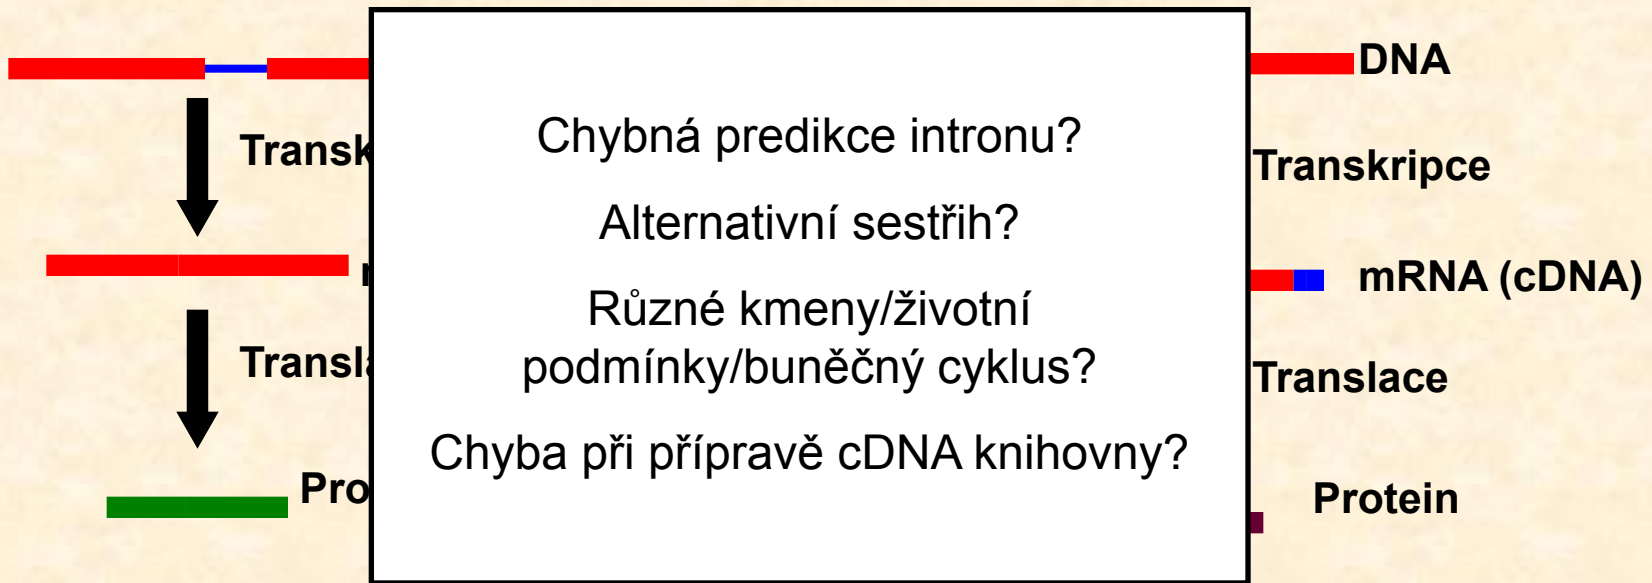 DNA
Chybná predikce intronu?
Transk
Transkripce
Alternativní sestřih?
mRNA (cDNA)
Různé kmeny/životní
podmínky/buněčný cyklus?
Transla
Translace
Chyba při přípravě cDNA knihovny?
Pro
Protein